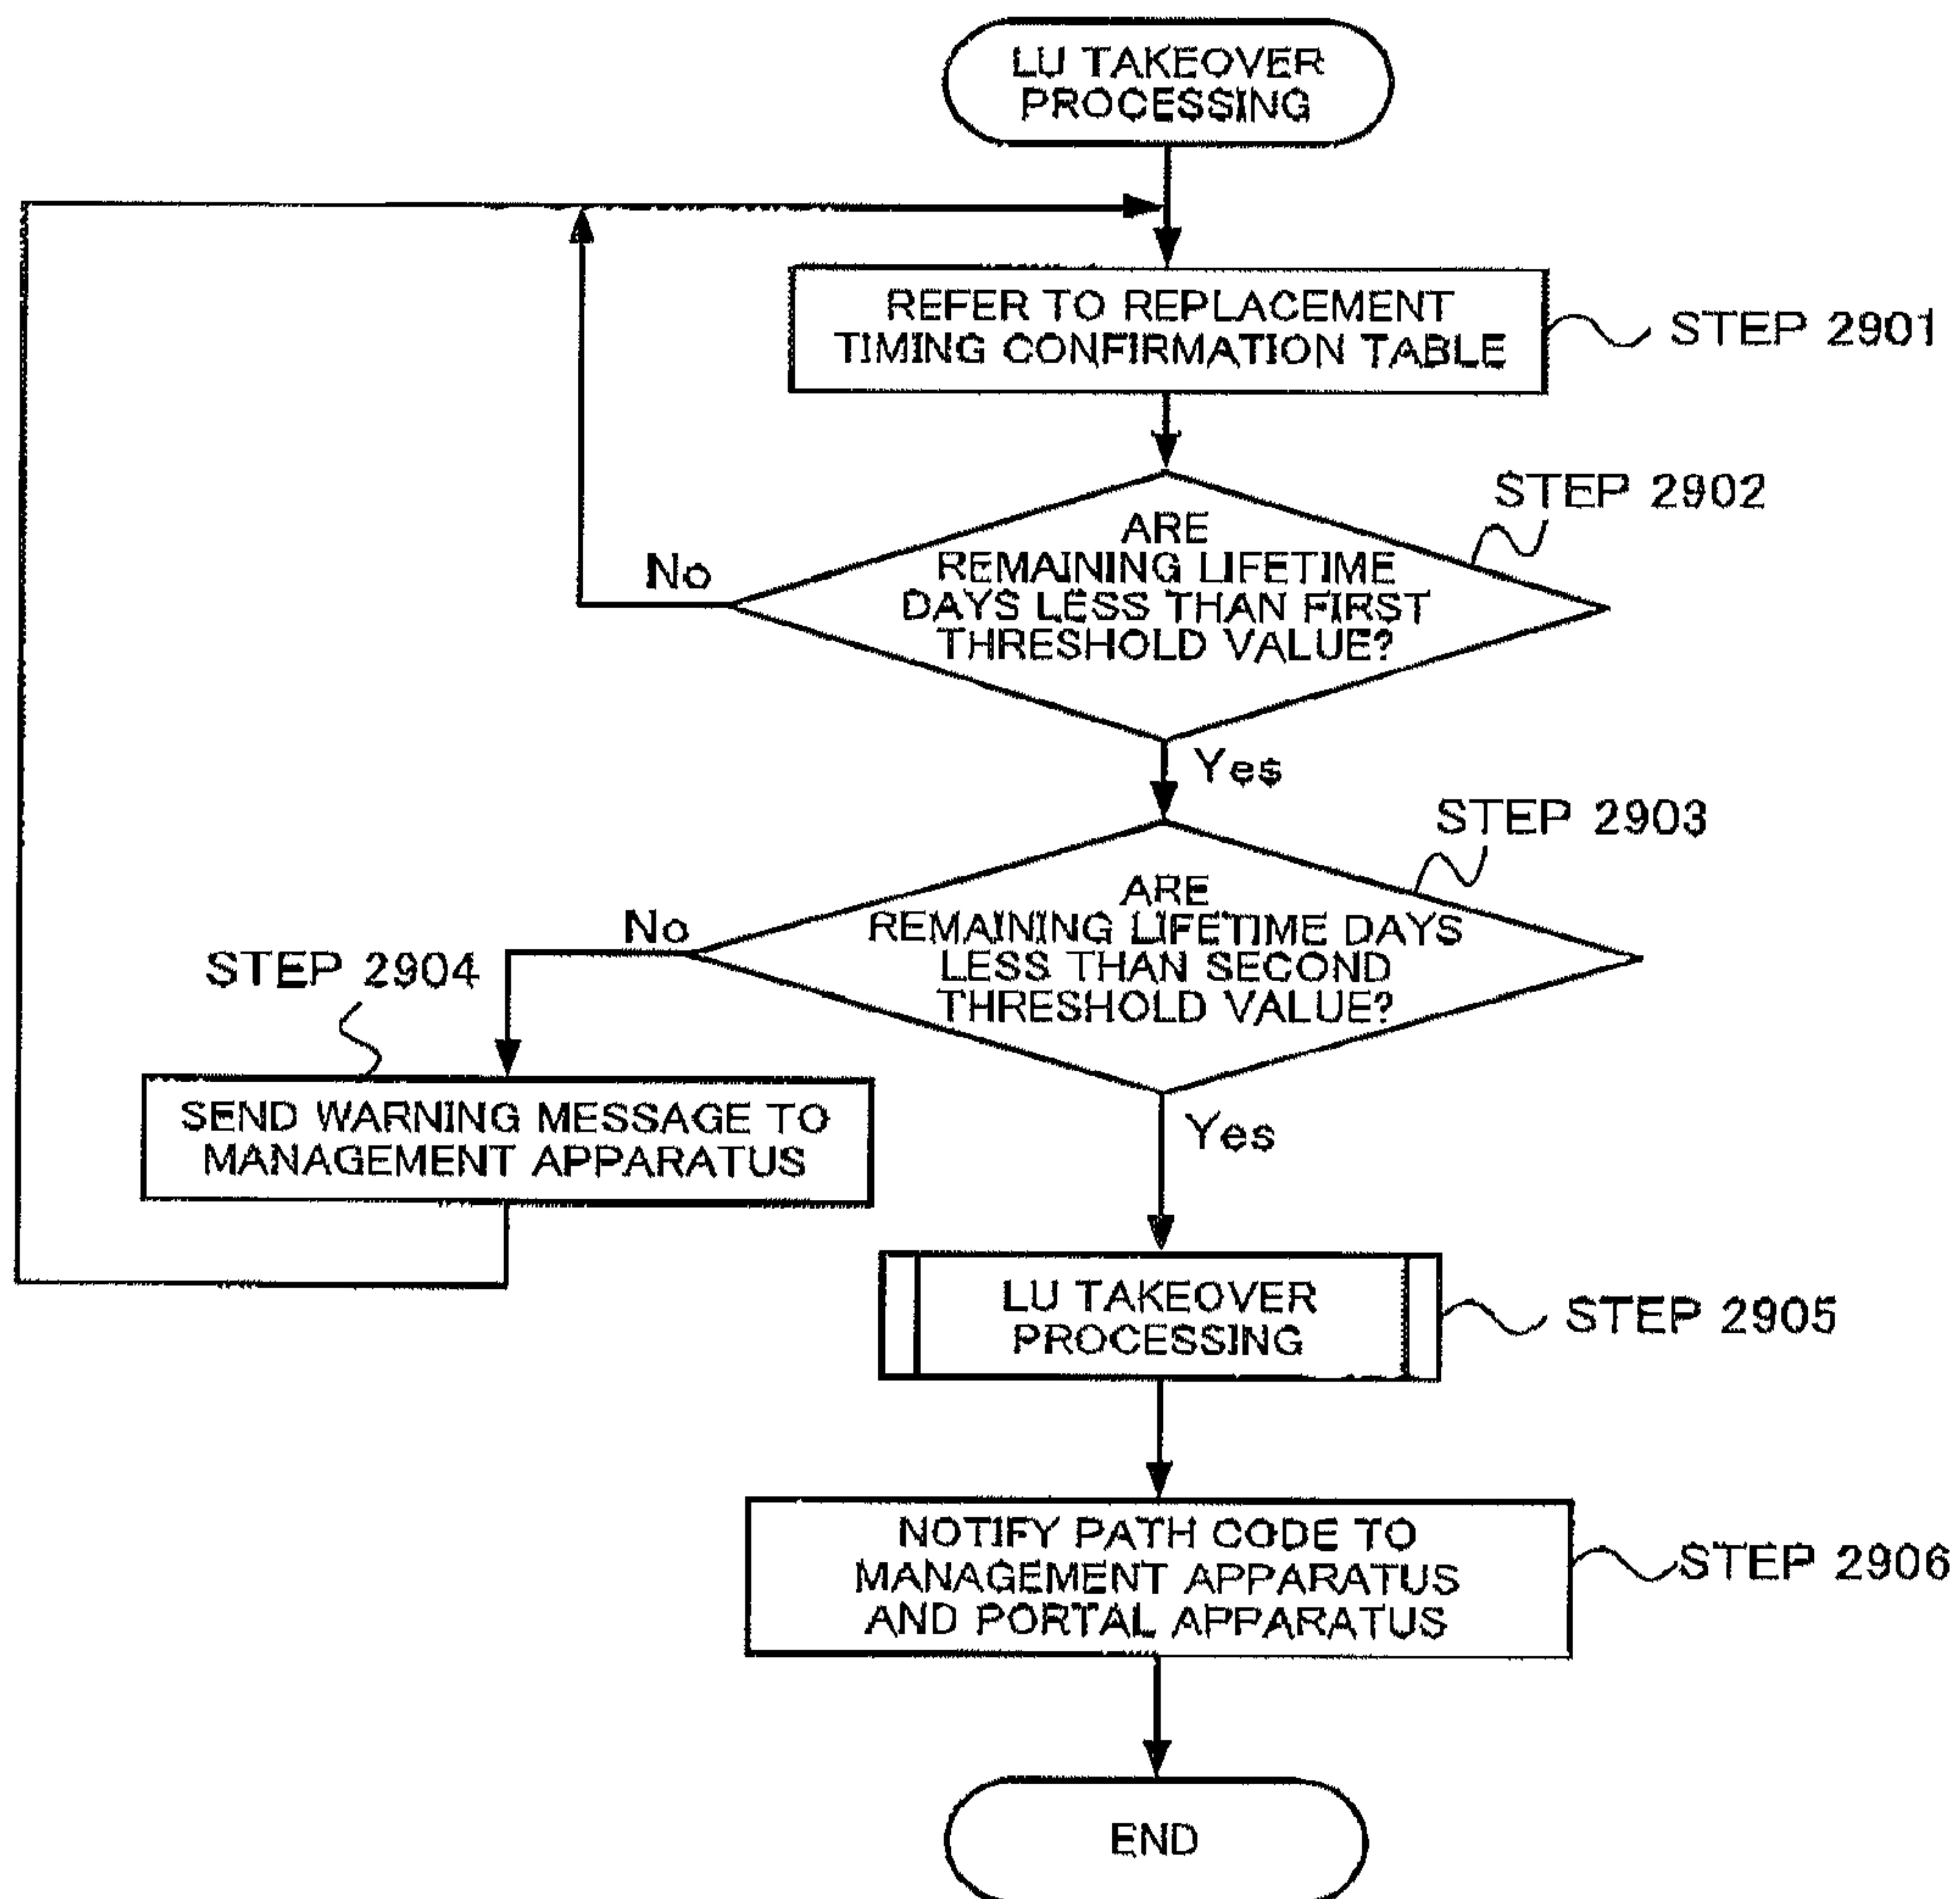 LU TAKEOVER
PROCESSING
REFER TO REPLACEMENT
TIMING CONFIRMATION TABLE
STEP 2901
STEP 2902
ARE
REMAINING LIFETIME
DAYS LESS THAN FIRST
THRESHOLD VALUE?
No
Yes
STEP 2903
ARE
REMAINING LIFETIME DAYS
LESS THAN SECOND
THRESHOLD VALUE?
No
STEP 2904
SEND WARNING MESSAGE TO
MANAGEMENT APPARATUS
Yes
LU TAKEOVER
PROCESSING
STEP 2905
NOTIFY PATH CODE TO
MANAGEMENT APPARATUS
AND PORTAL APPARATUS
STEP 2906
END